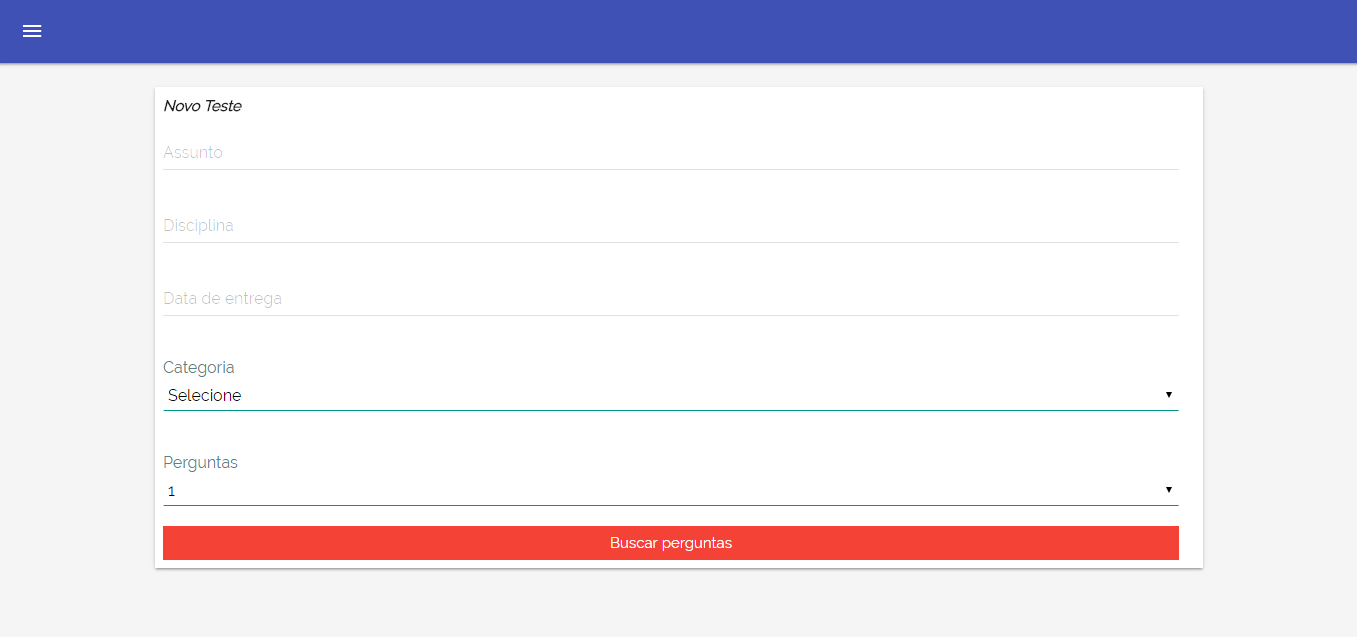 Novo Teste
Assunto
Disciplina
Data de entrega
Categoria
Selecione
Perguntas
1
Buscar perguntas